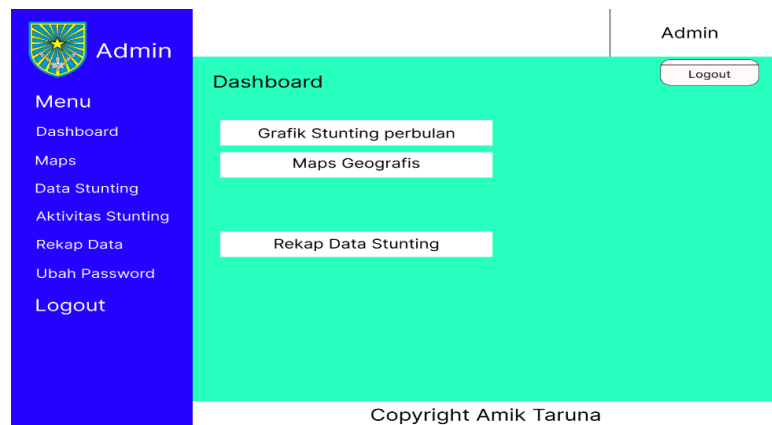 Admin
Menu
Dashboard
Maps
Data Stunting
Aktivitas Stunting
Rekap Data
Ubah Password
Logout
Admin
Logout
Dashboard
Grafik Stunting perbulan
Maps Geografis
Rekap Data Stunting
Copyright Amik Taruna